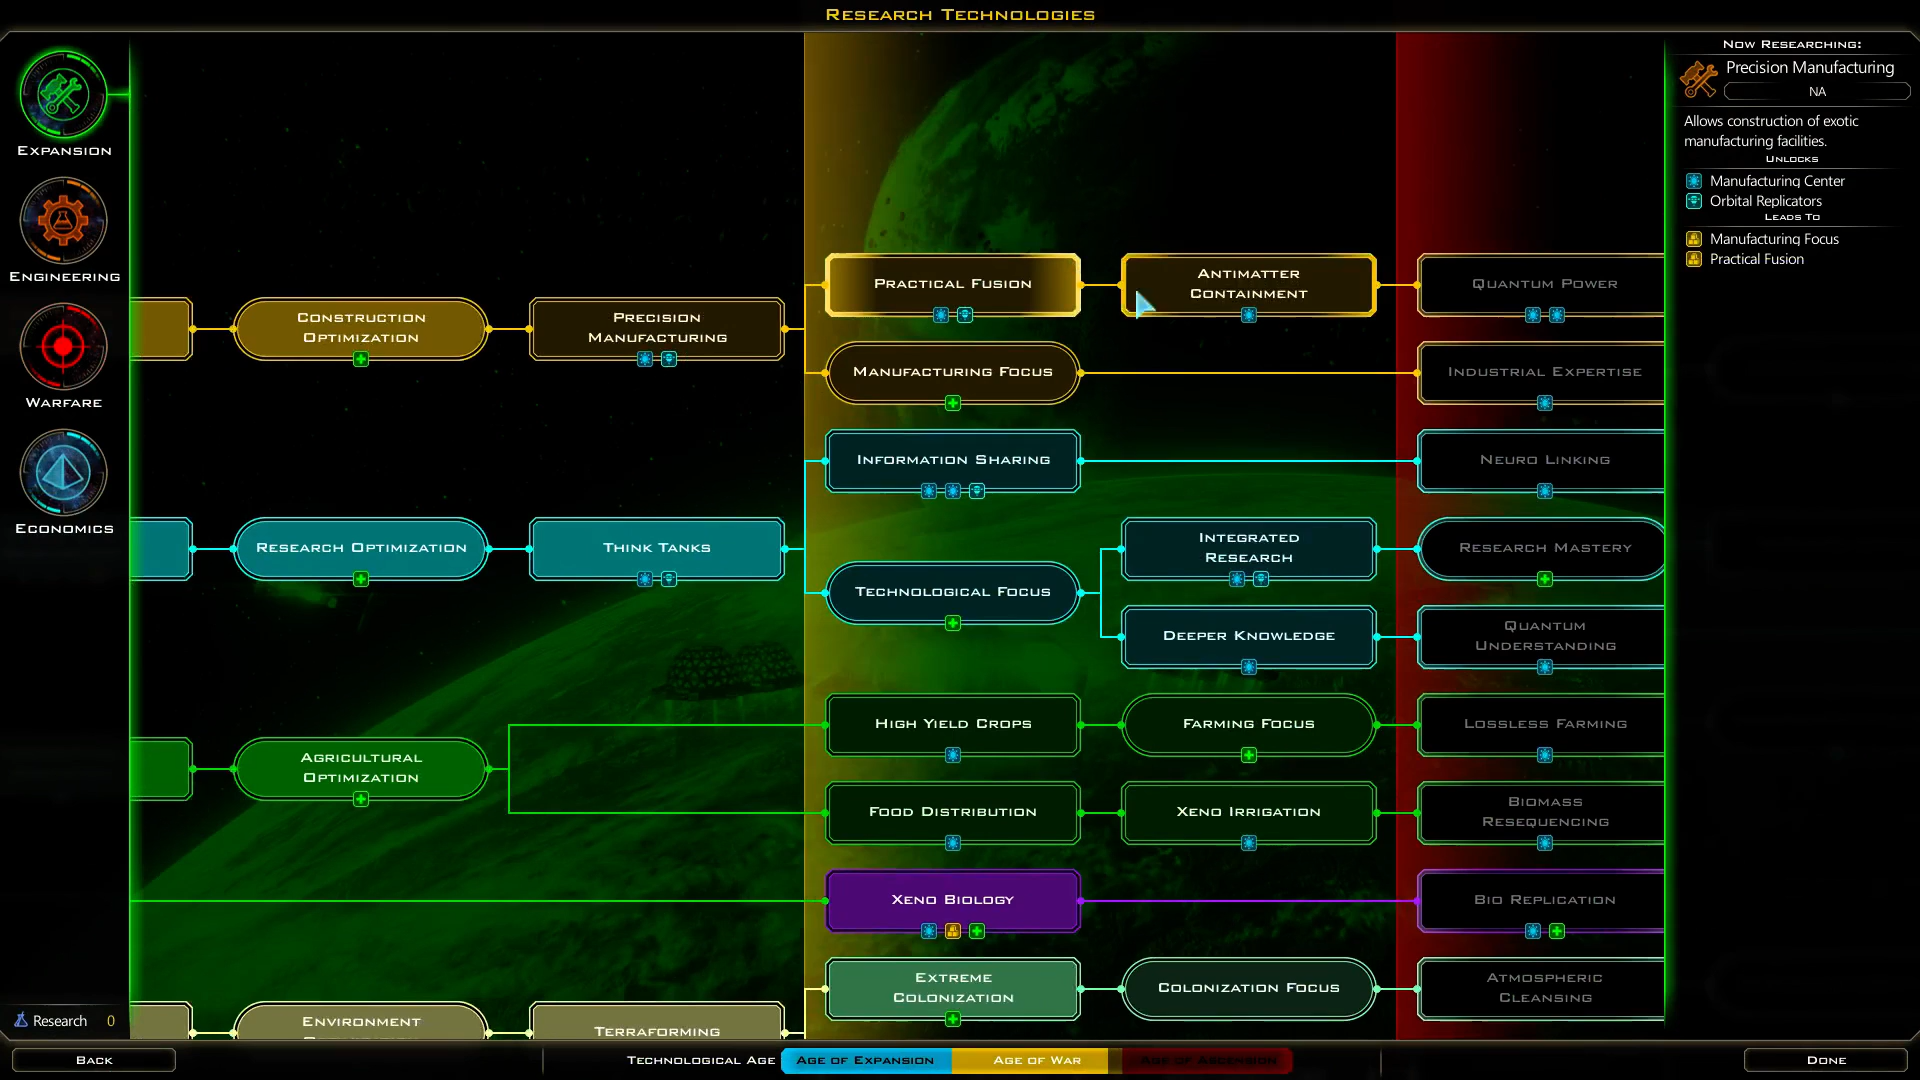 Research Technologies
Expansion
Engineering
Warfare
Economics
Construction
Optimization
Precision
Manufacturing
Practical Fusion
Antimatter
Containment
Quantum Power
Manufacturing Focus
Industrial Expertise
Information Sharing
Neuro Linking
Research Optimization
Think Tanks
Technological Focus
Integrated
Research
Research Mastery
Deeper Knowledge
Quantum
Understanding
High Yield Crops
Farming Focus
Lossless Farming
Agricultural
Optimization
Food Distribution
Xeno Irrigation
Biomass
Resequencing
Xeno Biology
Bio Replication
Extreme
Colonization
Colonization Focus
Atmospheric
Cleansing
Environment
Terraforming
Now Researching:
Precision Manufacturing
NA
Allows construction of exotic
manufacturing facilities.
Unlocks
Manufacturing Center
Orbital Replicators
Leads To
Manufacturing Focus
Practical Fusion
Research 0
Back
Technological Age
Age of Expansion
Age of War
Age of Ascension
Done